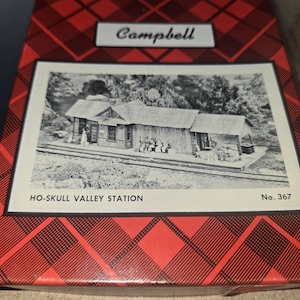 Campbell
HO-SKULL VALLEY STATION No. 367